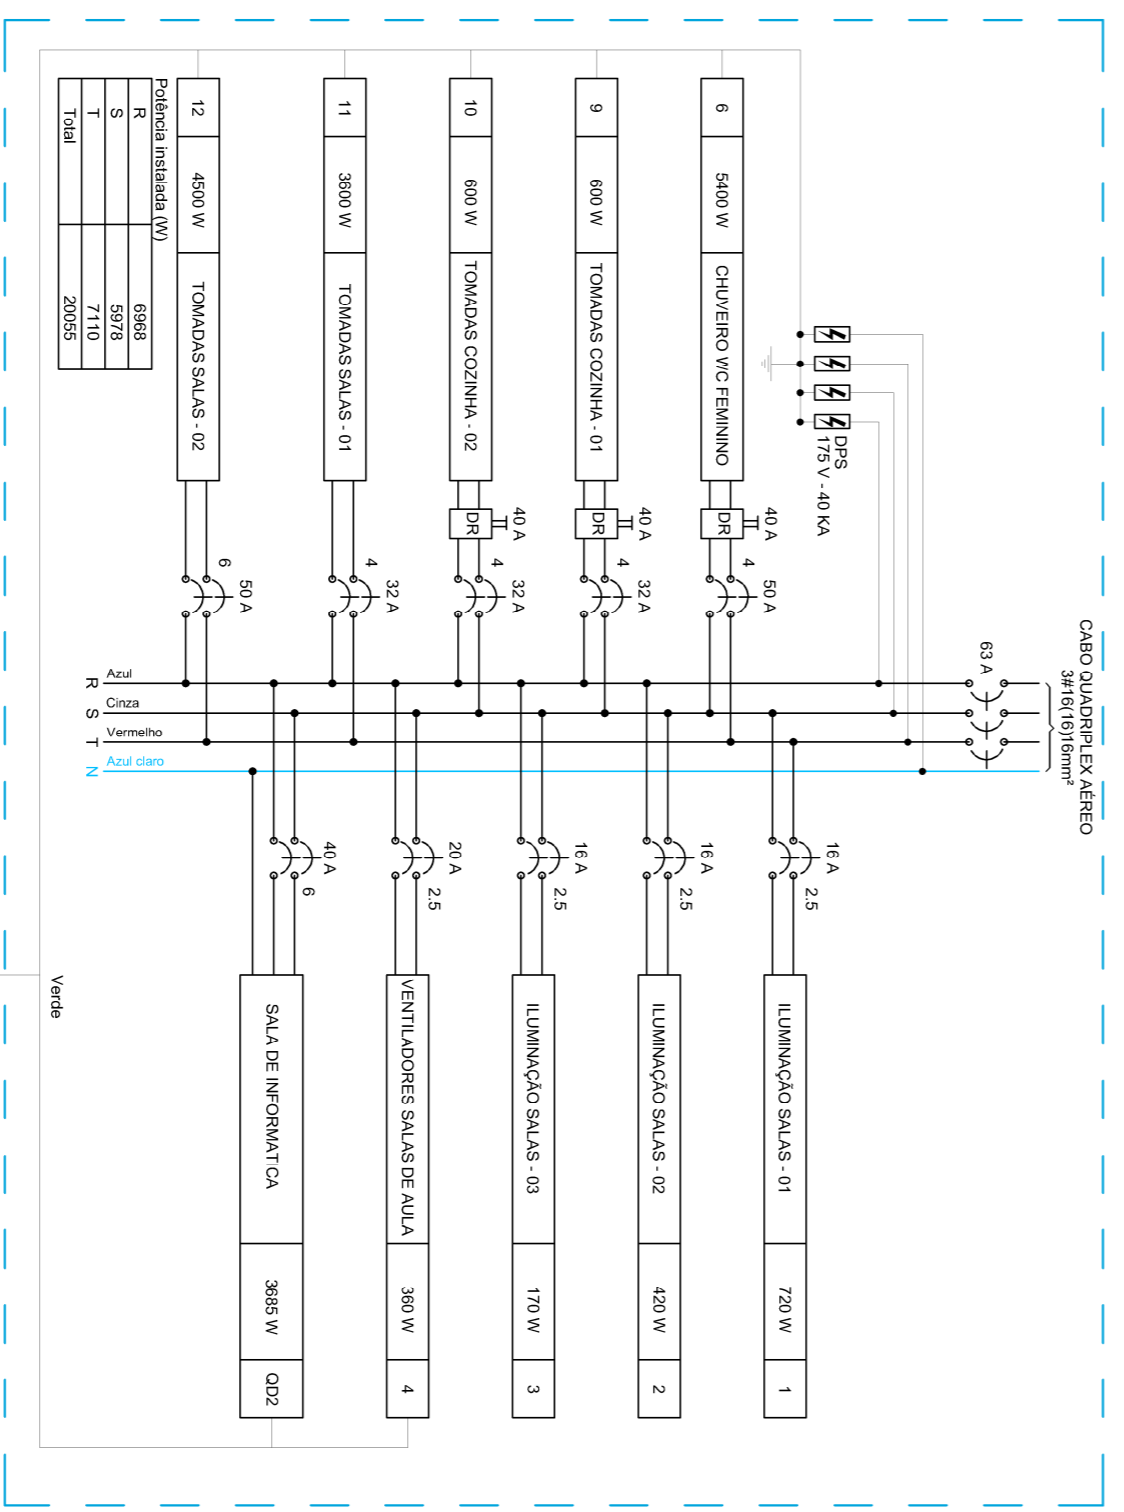 CABO QUADRIPLEX AÉREO
3#16(16)16mm²
63 A
DPS
175 V - 40 KA
6
5400 W
CHUVEIRO WC FEMININO
DR
40 A
4
50 A
9
600 W
TOMADAS COZINHA - 01
DR
40 A
4
32 A
10
600 W
TOMADAS COZINHA - 02
DR
40 A
4
32 A
11
3600 W
TOMADAS SALAS - 01
4
32 A
12
4500 W
TOMADAS SALAS - 02
6
50 A
Potência instalada (W)
R 6968
S 5978
T 7110
Total 20055
R Azul
S Cinza
T Vermelho
N Azul claro
16 A
2.5
ILUMINAÇÃO SALAS - 01
720 W
1
16 A
2.5
ILUMINAÇÃO SALAS - 02
420 W
2
16 A
2.5
ILUMINAÇÃO SALAS - 03
170 W
3
20 A
2.5
VENTILADORES SALAS DE AULA
360 W
4
40 A
6
SALA DE INFORMATICA
3685 W
QD2
Verde